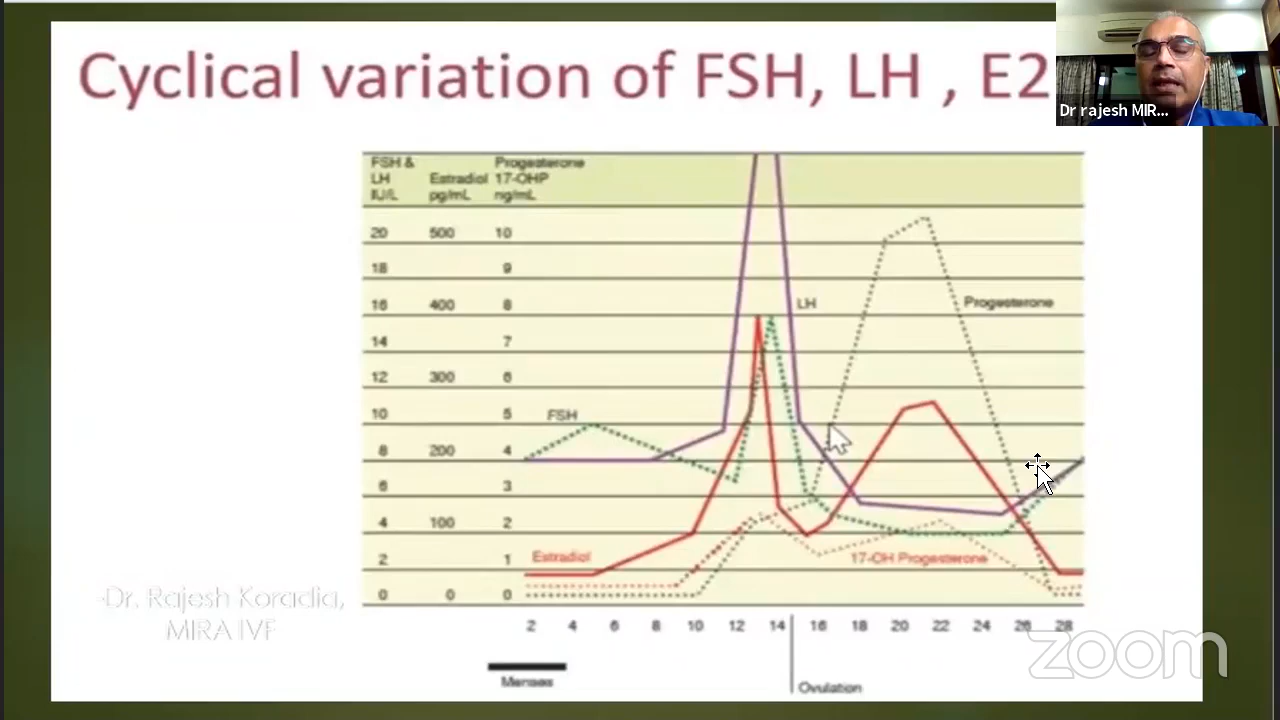 Cyclical variation of FSH, LH , E2
Dr rajesh MIR...
FSH &
LH
IU/L
Estradiol
pg/mL
Progesterone
17-OHP
ng/mL
20 500 10
18 9
16 400 8
14 7
12 300 6
10 5
8 200 4
6 3
4 100 2
2 1
0 0 0
FSH
LH
Progesterone
Estradiol
17-OH Progesterone
2 4 6 8 10 12 14 16 18 20 22 24 26 28
Menses
Ovulation
-Dr. Rajesh Koradia,
MIRA IVF
zoom